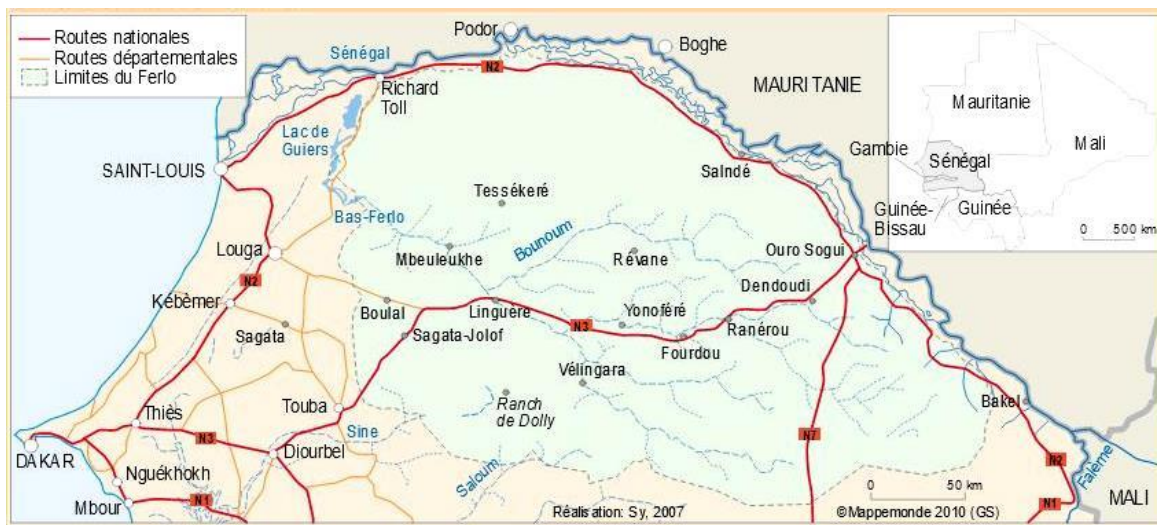 Routes nationales
Routes départementales
Limites du Ferlo
Podor
Boghe
Sénégal
N2
Richard
Toll
MAURITANIE
Mauritanie
Mali
Gambie
Sénégal
Guinée-
Bissau
Guinée
0 500 km
Lac de
Guiers
SAINT-LOUIS
Saldé
Tessékeré
Bas-Ferlo
Bounoum
Louga
Mbeuleukhe
Révane
Ouro Sogui
N2
Dendoudi
Kébèmer
Boulal
Linguère
Yonoféré
Sagata
Sagata-Jolof
N3
Ranérou
Fourdou
Vélingara
Touba
Ranch
de Dolly
Bakel
Thiès
Sine
N3
N7
DAKAR
Diourbel
N2
Falémé
Nguékhokh
Saloum
0 50 km
Mbour
N1
N1
MALI
Réalisation: Sy, 2007
©Mappemonde 2010 (GS)